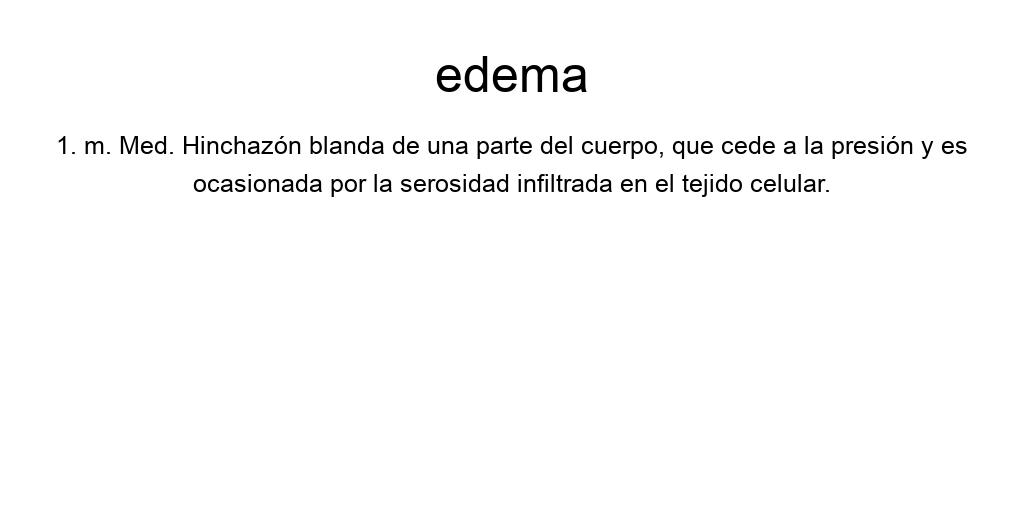 edema
1. m. Med. Hinchazón blanda de una parte del cuerpo, que cede a la presión y es
ocasionada por la serosidad infiltrada en el tejido celular.